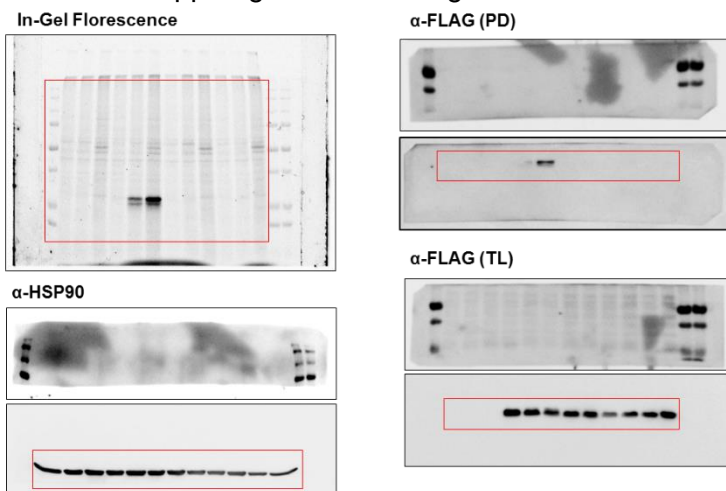 In-Gel Florescence
α-FLAG (PD)
α-HSP90
α-FLAG (TL)